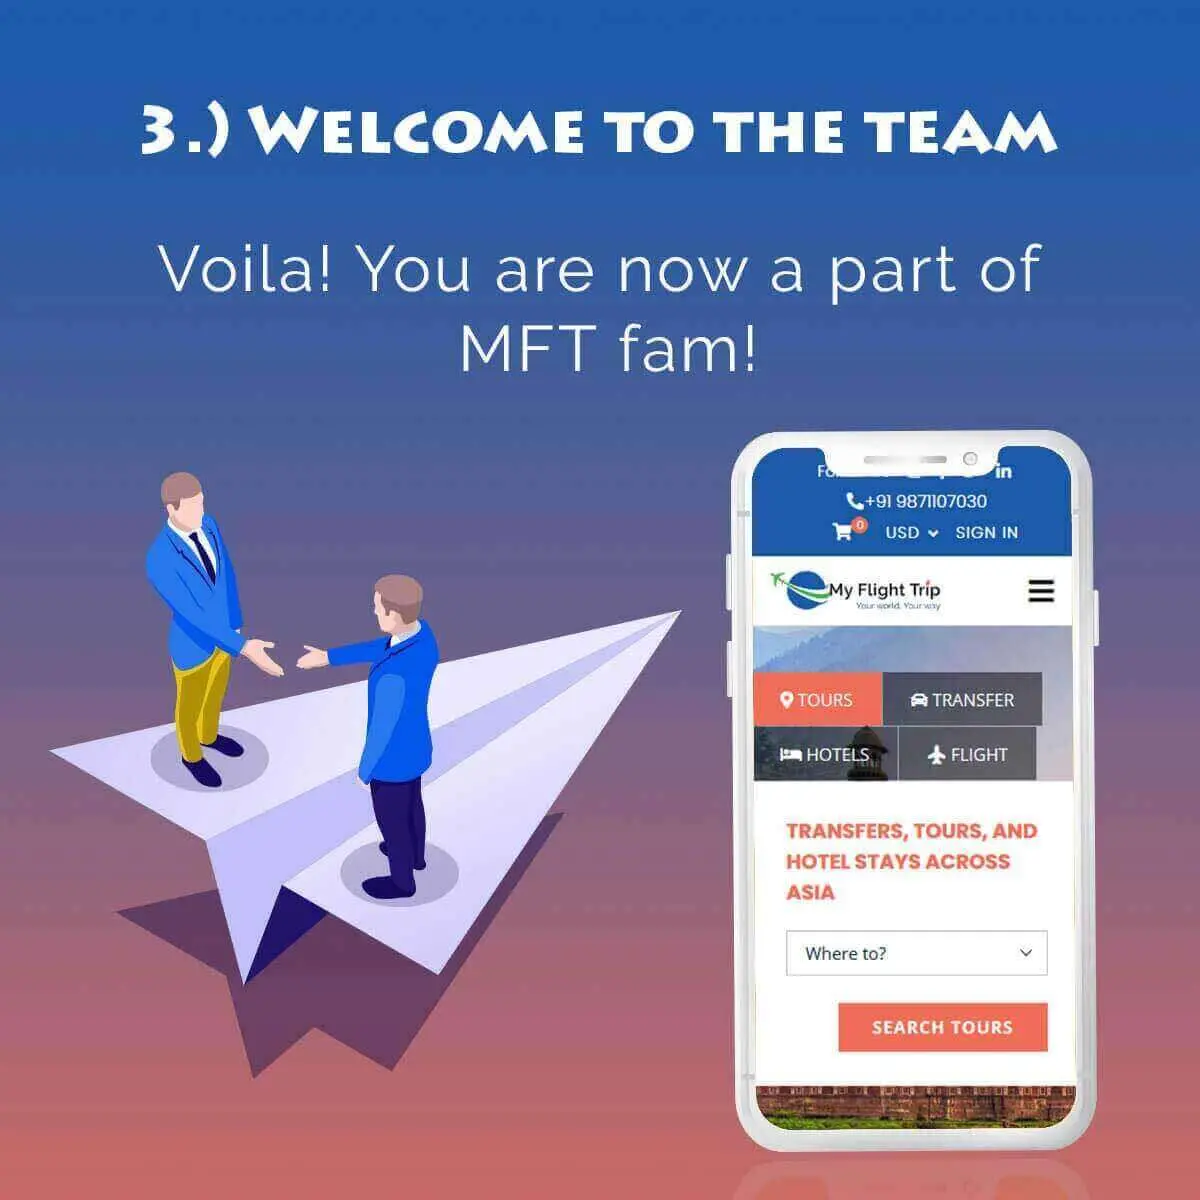 3.) WELCOME TO THE TEAM
Voila! You are now a part of
MFT fam!
in
+91 9871107030
0 USD SIGN IN
My Flight Trip
Your world. Your way
TOURS TRANSFER
HOTELS FLIGHT
TRANSFERS, TOURS, AND
HOTEL STAYS ACROSS
ASIA
Where to?
SEARCH TOURS